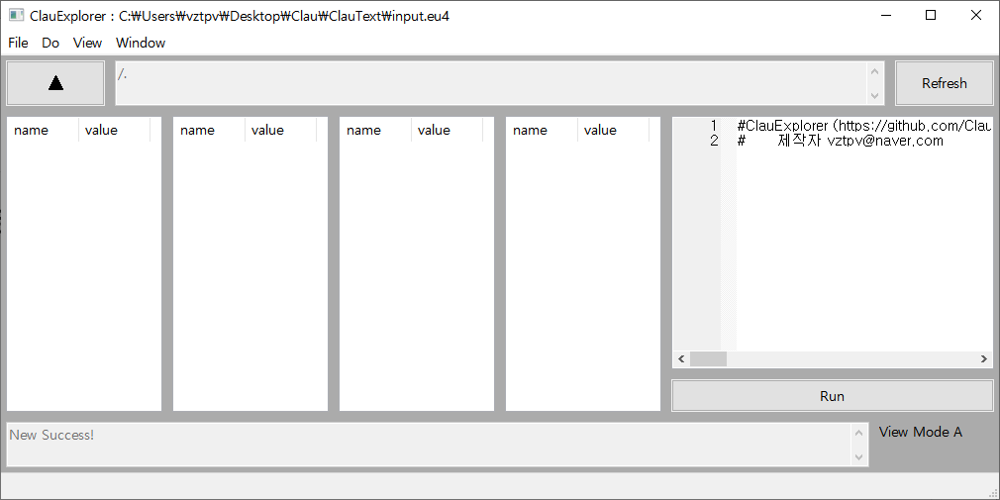 ClauExplorer : C:₩Users₩vztpv₩Desktop₩Clau₩ClauText₩input.eu4
File Do View Window
▲ /. Refresh
name value name value name value name value
1 #ClauExplorer (https://github.com/Clau
2 # 제작자 vztpv@naver.com
Run
New Success!
View Mode A